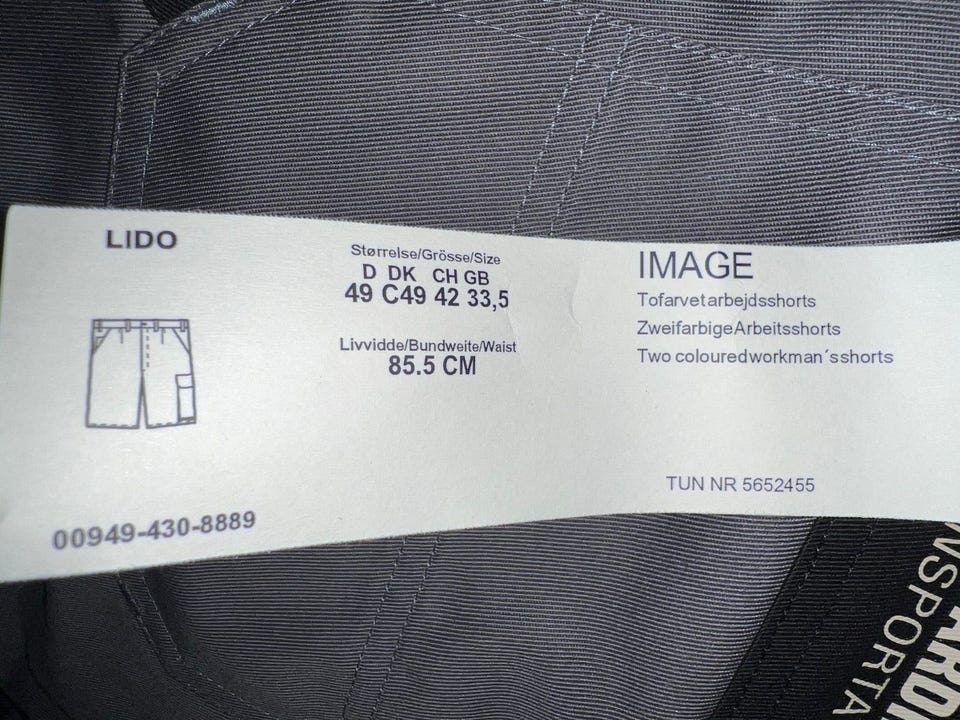 LIDO
Størrelse/Grösse/Size
D DK CH GB
49 C49 42 33,5
Livvidde/Bundweite/Waist
85.5 CM
00949-430-8889
IMAGE
Tofarvetarbejdsshorts
ZweifarbigeArbeitsshorts
Two colouredworkman´sshorts
TUN NR 5652455